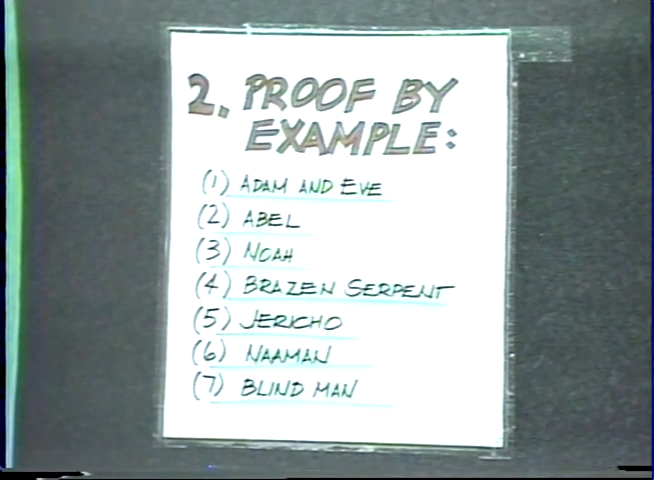 2. PROOF BY
EXAMPLE:
(1) ADAM AND EVE
(2) ABEL
(3) NOAH
(4) BRAZEN SERPENT
(5) JERICHO
(6) NAAMAN
(7) BLIND MAN